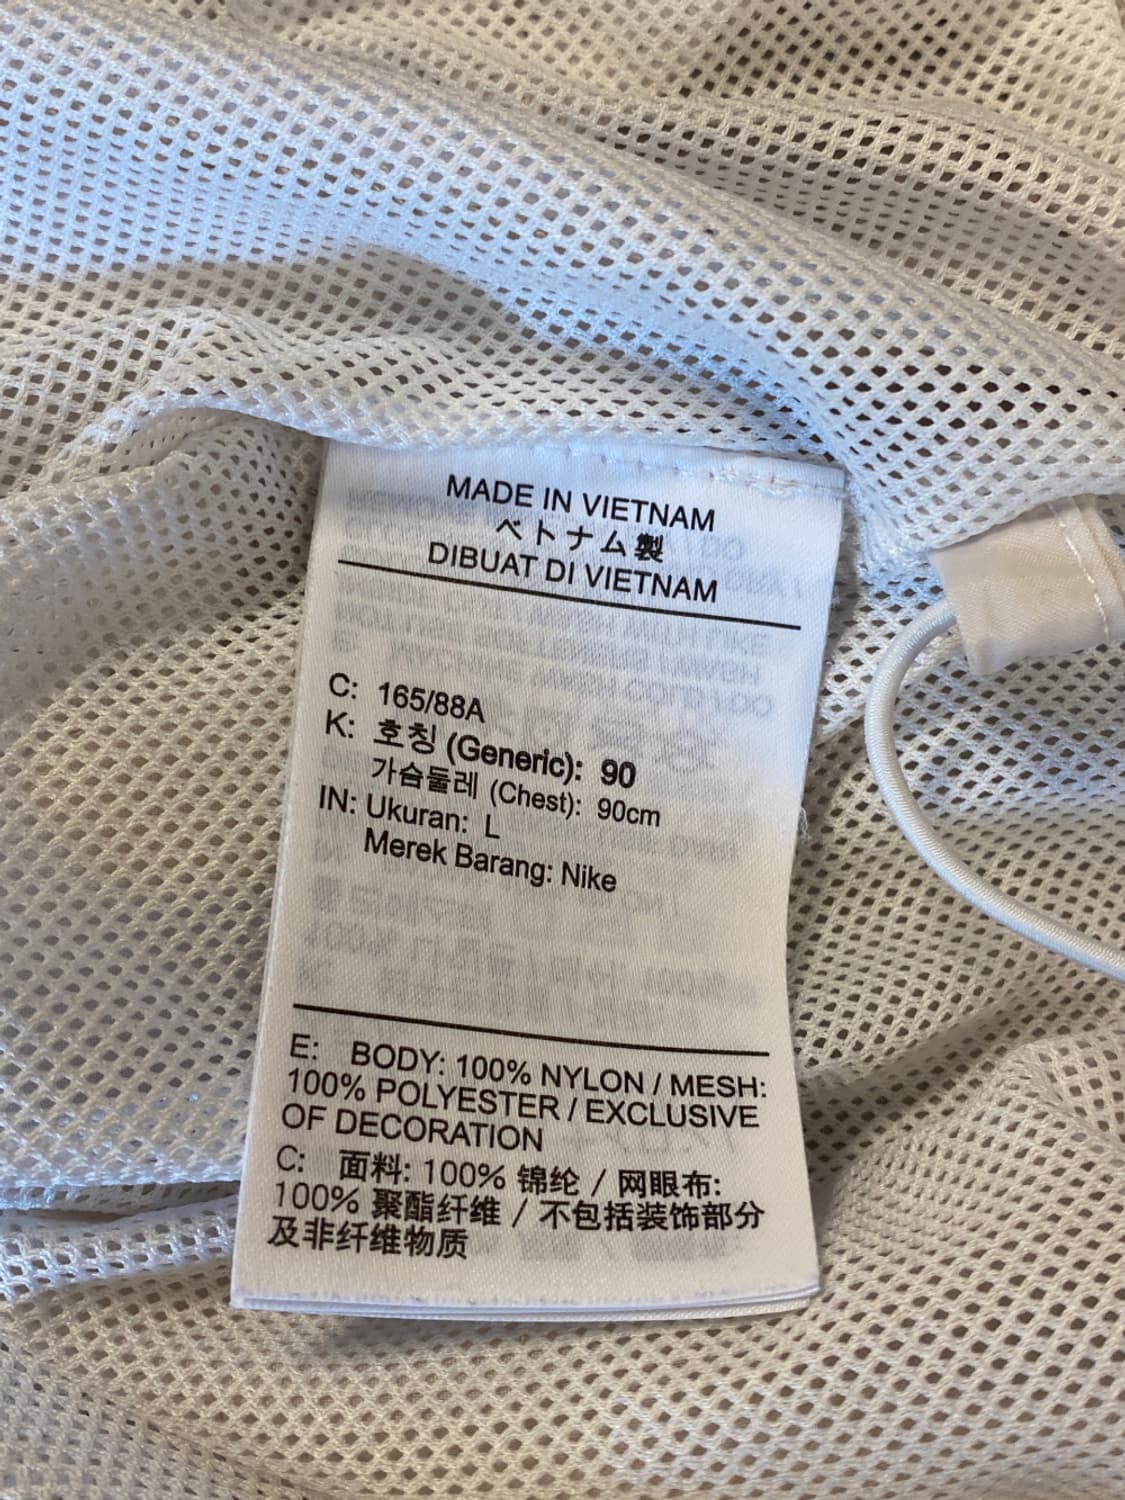 MADE IN VIETNAM
ベトナム製
DIBUAT DI VIETNAM
C: 165/88A
K: 호칭 (Generic): 90
가슴둘레 (Chest): 90cm
IN: Ukuran: L
Merek Barang: Nike
E: BODY: 100% NYLON / MESH:
100% POLYESTER / EXCLUSIVE
OF DECORATION
C: 面料: 100% 锦纶 / 网眼布:
100% 聚酯纤维 / 不包括装饰部分
及非纤维物质